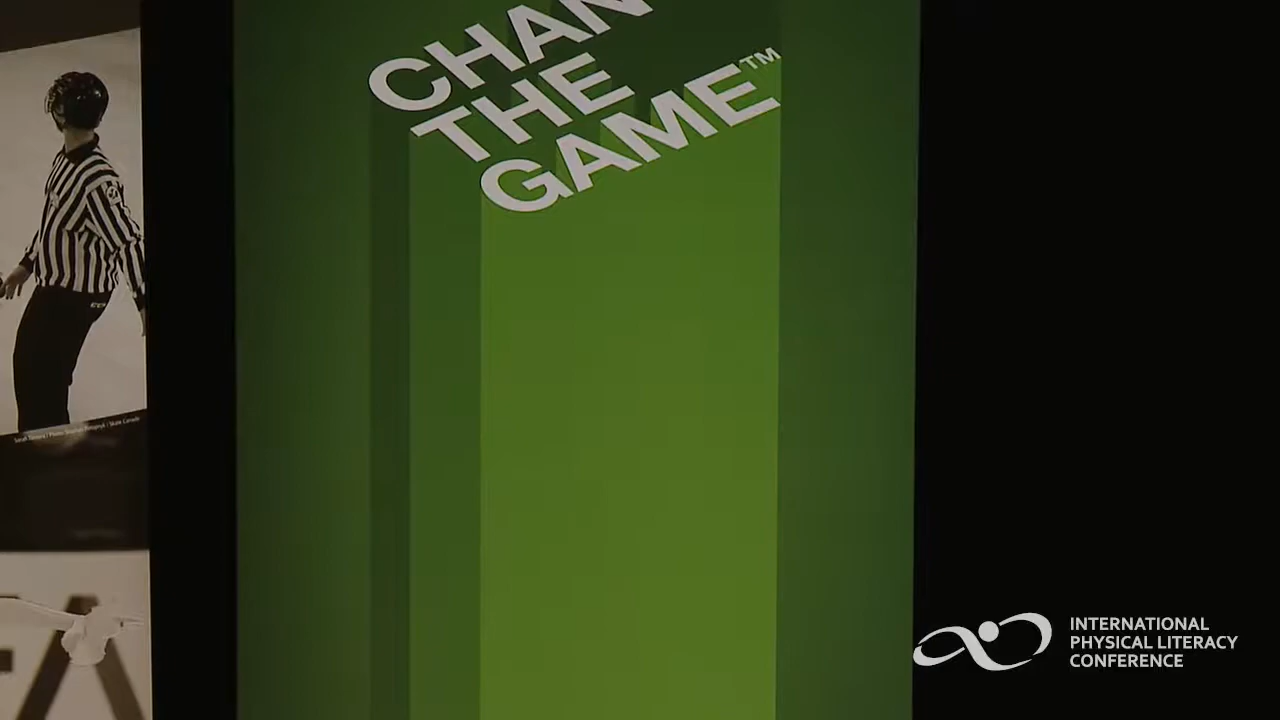 CHAN
THE
GAME™
INTERNATIONAL
PHYSICAL LITERACY
CONFERENCE